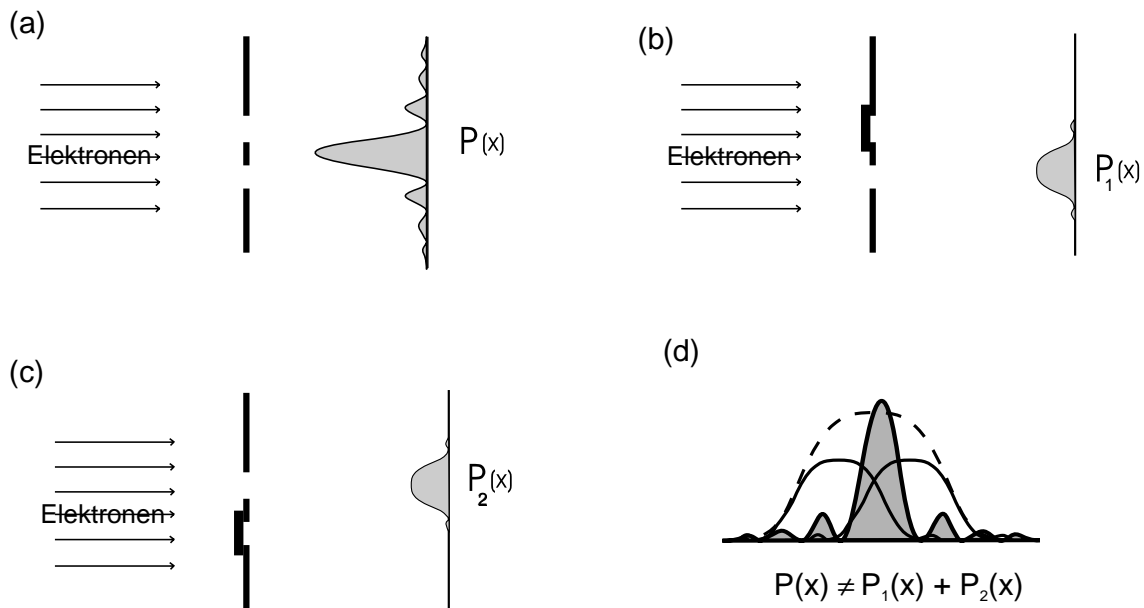 (a)
Elektronen
P(x)
(b)
Elektronen
P₁(x)
(c)
Elektronen
P₂(x)
(d)
P(x) ≠ P₁(x) + P₂(x)